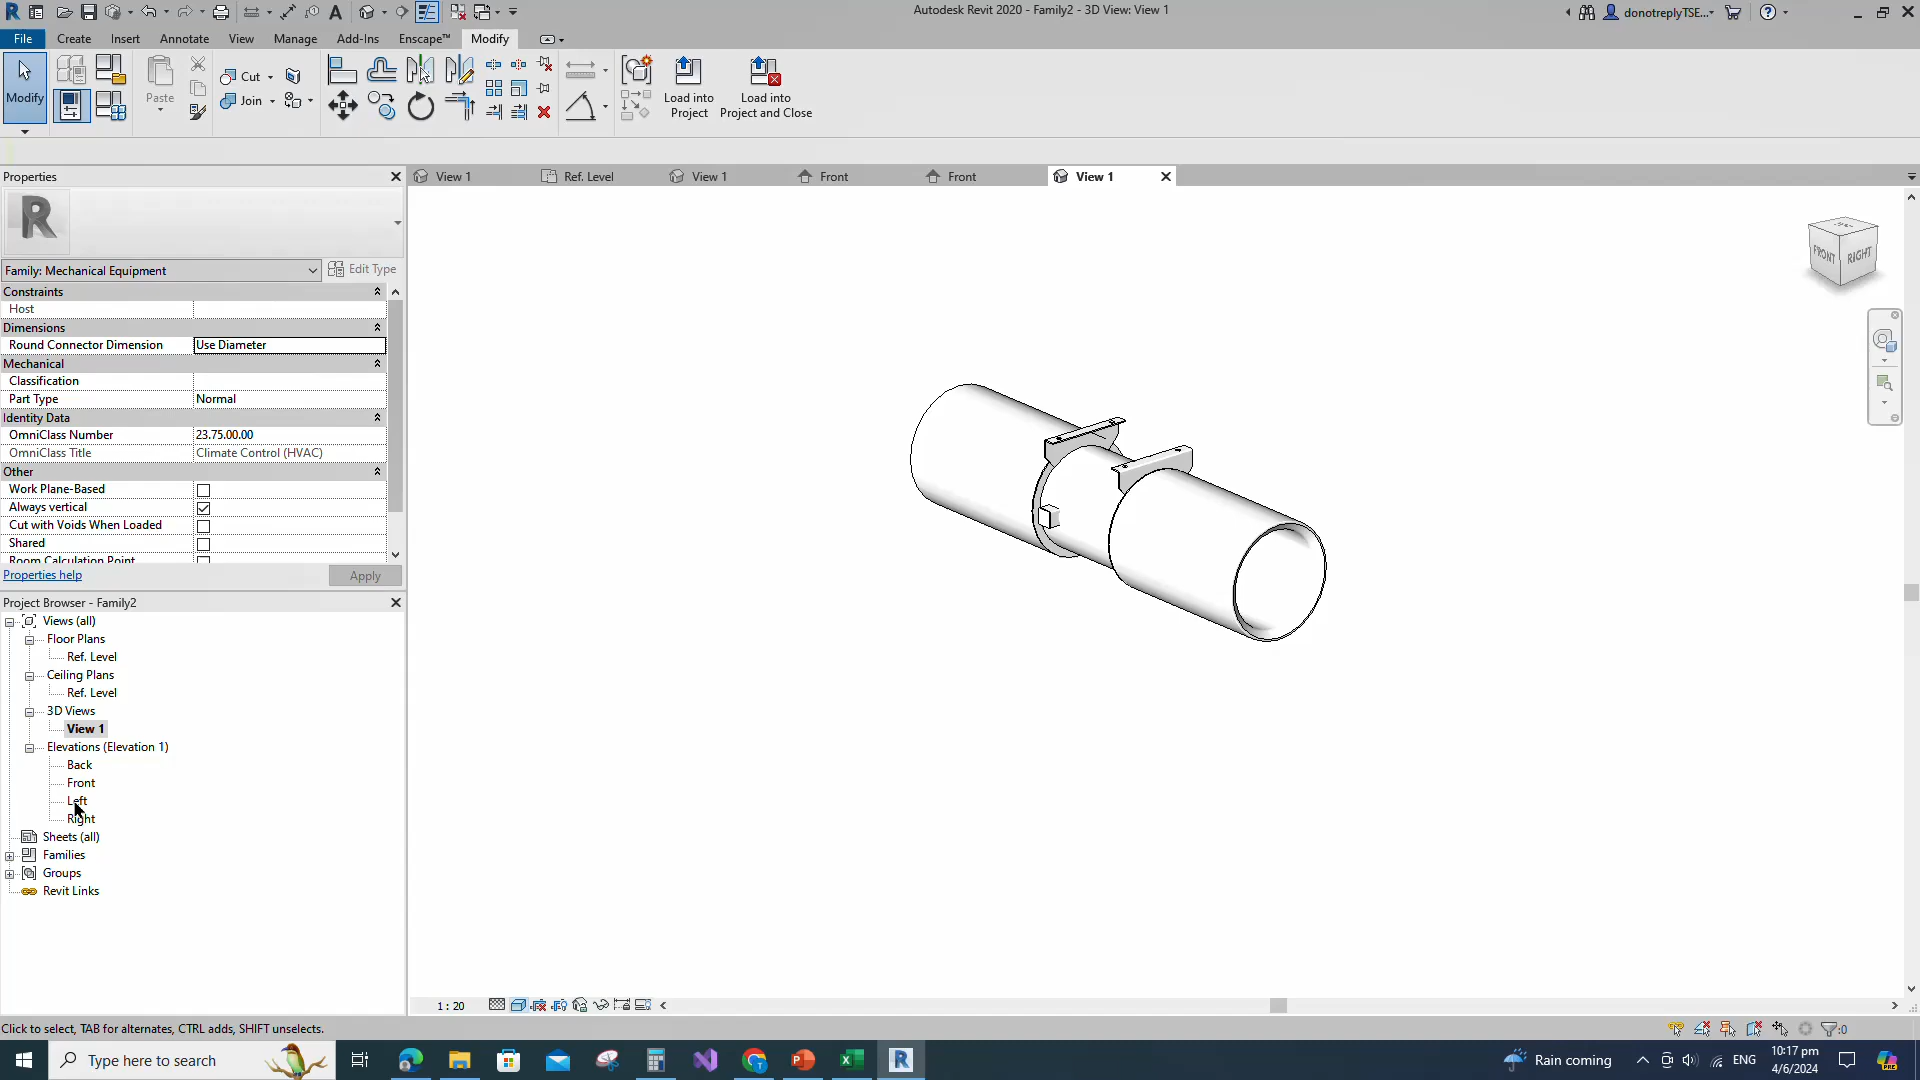 Autodesk Revit 2020 - Family2 - 3D View: View 1
donotreplyTSE...
File Create Insert Annotate View Manage Add-Ins Enscape™ Modify
Modify
Paste
Cut
Join
Load into Project
Load into Project and Close
Properties
View 1
Ref. Level
View 1
Front
Front
View 1
Family: Mechanical Equipment
Edit Type
Constraints
Host
Dimensions
Round Connector Dimension Use Diameter
Mechanical
Classification
Part Type Normal
Identity Data
OmniClass Number 23.75.00.00
OmniClass Title Climate Control (HVAC)
Other
Work Plane-Based
Always vertical
Cut with Voids When Loaded
Shared
Room Calculation Point
Properties help
Apply
FRONT
RIGHT
Project Browser - Family2
Views (all)
Floor Plans
Ref. Level
Ceiling Plans
Ref. Level
3D Views
View 1
Elevations (Elevation 1)
Back
Front
Left
Right
Sheets (all)
Families
Groups
Revit Links
1 : 20
Click to select, TAB for alternates, CTRL adds, SHIFT unselects.
:0
Type here to search
Rain coming
ENG
10:17 pm
4/6/2024